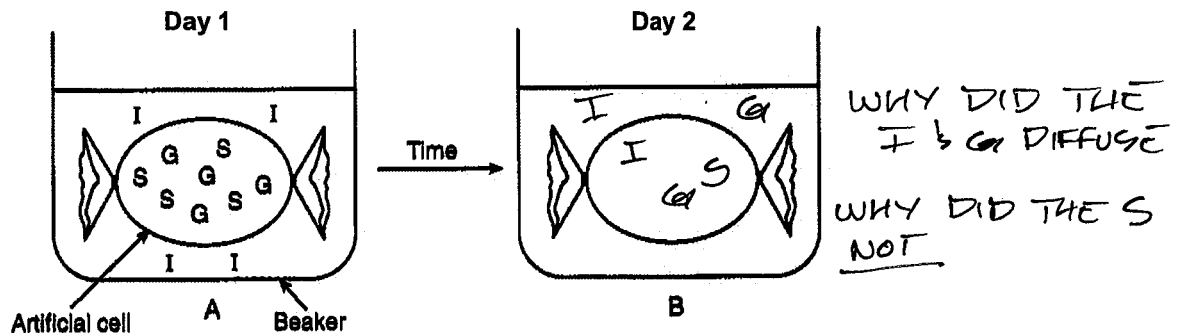 Day 1
Day 2
I I
G S
S G G
S G S
I I
Time
I G
I
G S
WHY DID THE
I & G DIFFUSE
WHY DID THE S
NOT
Artificial cell
A
Beaker
B